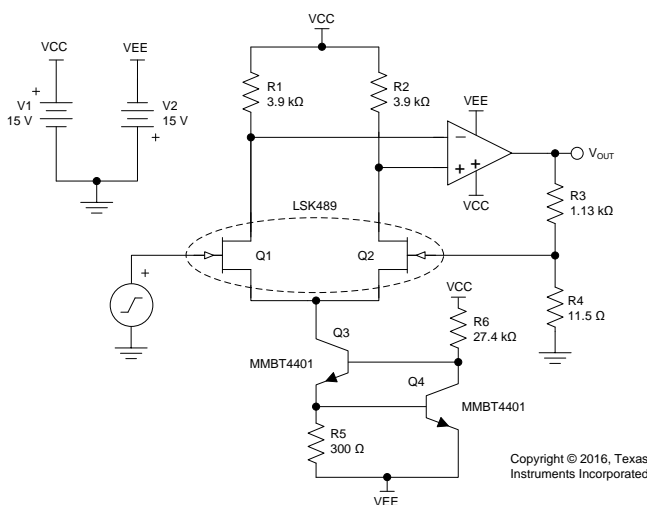 VCC
VCC
VEE
R1
3.9 kΩ
R2
3.9 kΩ
+
V1
15 V
V2
15 V
+
VEE
−
+
+
VCC
VOUT
R3
1.13 kΩ
LSK489
Q1
Q2
+
R4
11.5 Ω
VCC
R6
27.4 kΩ
Q3
MMBT4401
Q4
MMBT4401
R5
300 Ω
VEE
Copyright © 2016, Texas
Instruments Incorporated